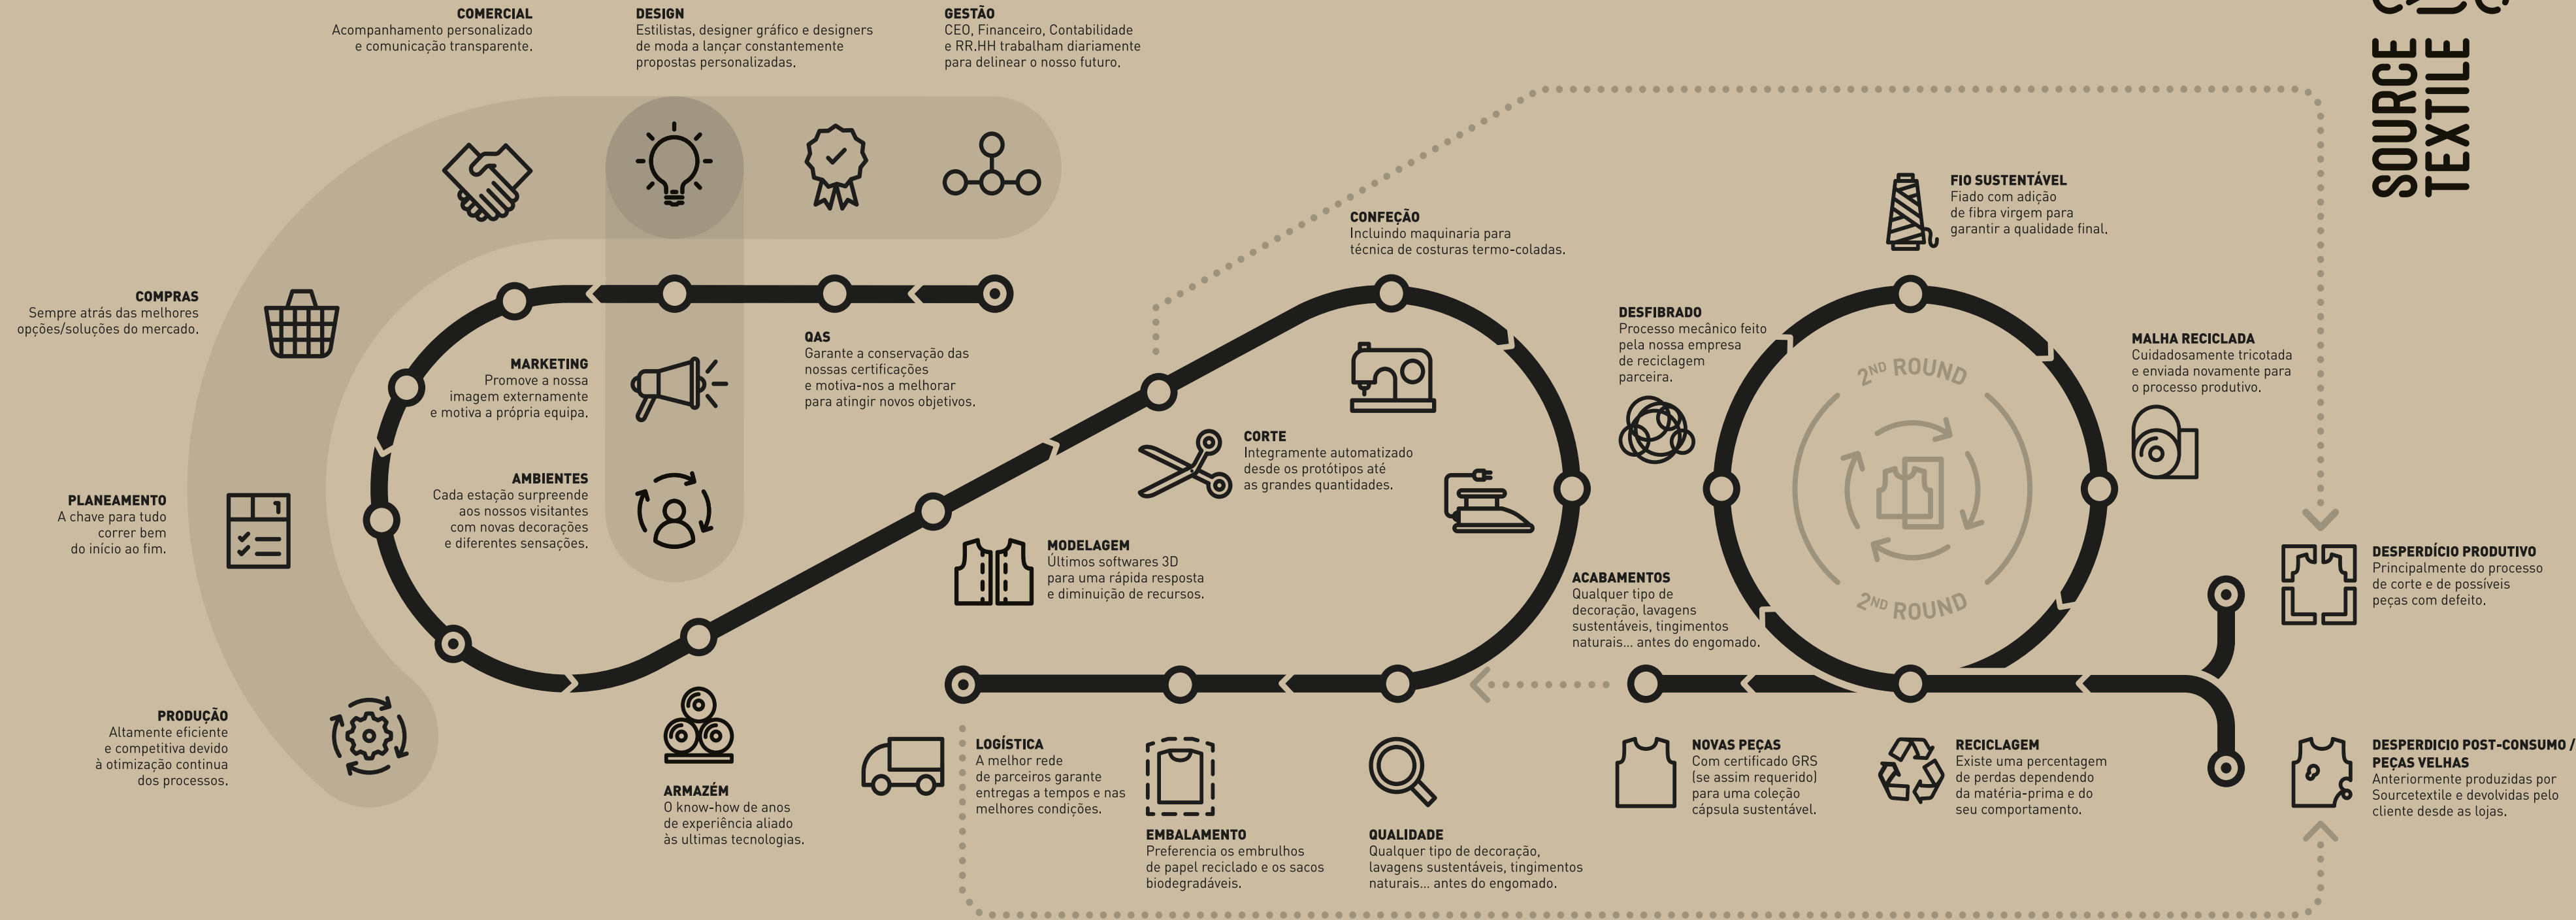 COMERCIAL
Acompanhamento personalizado
e comunicação transparente.
DESIGN
Estilistas, designer gráfico e designers
de moda a lançar constantemente
propostas personalizadas.
GESTÃO
CEO, Financeiro, Contabilidade
e RR.HH trabalham diariamente
para delinear o nosso futuro.
SOURCE
TEXTILE
COMPRAS
Sempre atrás das melhores
opções/soluções do mercado.
MARKETING
Promove a nossa
imagem externamente
e motiva a própria equipa.
QAS
Garante a conservação das
nossas certificações
e motiva-nos a melhorar
para atingir novos objetivos.
AMBIENTES
Cada estação surpreende
aos nossos visitantes
com novas decorações
e diferentes sensações.
PLANEAMENTO
A chave para tudo
correr bem
do início ao fim.
PRODUÇÃO
Altamente eficiente
e competitiva devido
à otimização continua
dos processos.
ARMAZÉM
O know-how de anos
de experiência aliado
às ultimas tecnologias.
MODELAGEM
Últimos softwares 3D
para uma rápida resposta
e diminuição de recursos.
CORTE
Integramente automatizado
desde os protótipos até
as grandes quantidades.
CONFEÇÃO
Incluindo maquinaria para
técnica de costuras termo-coladas.
ACABAMENTOS
Qualquer tipo de
decoração, lavagens
sustentáveis, tingimentos
naturais... antes do engomado.
QUALIDADE
Qualquer tipo de decoração,
lavagens sustentáveis, tingimentos
naturais... antes do engomado.
EMBALAMENTO
Preferencia os embrulhos
de papel reciclado e os sacos
biodegradáveis.
LOGÍSTICA
A melhor rede
de parceiros garante
entregas a tempos e nas
melhores condições.
DESFIBRADO
Processo mecânico feito
pela nossa empresa
de reciclagem
parceira.
FIO SUSTENTÁVEL
Fiado com adição
de fibra virgem para
garantir a qualidade final.
MALHA RECICLADA
Cuidadosamente tricotada
e enviada novamente para
o processo produtivo.
2ND ROUND
2ND ROUND
NOVAS PEÇAS
Com certificado GRS
(se assim requerido)
para uma coleção
cápsula sustentável.
RECICLAGEM
Existe uma percentagem
de perdas dependendo
da matéria-prima e do
seu comportamento.
DESPERDÍCIO PRODUTIVO
Principalmente do processo
de corte e de possíveis
peças com defeito.
DESPERDICIO POST-CONSUMO /
PEÇAS VELHAS
Anteriormente produzidas por
Sourcetextile e devolvidas pelo
cliente desde as lojas.
1